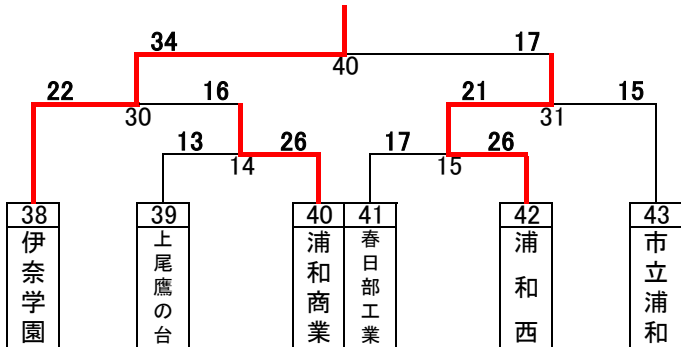 34 17
40
22 16 21 15
30 31
13 26 17 26
14 15
38 39 40 41 42 43
伊奈学園
上尾鷹の台
浦和商業
春日部工業
浦和西
市立浦和